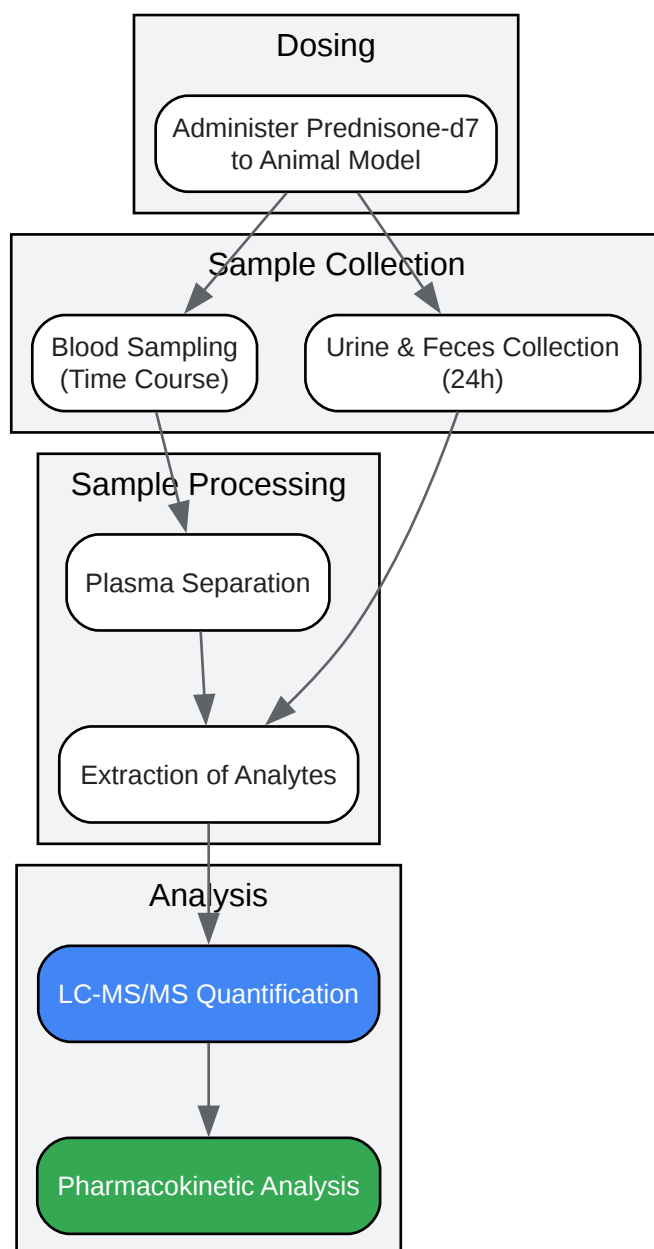 Dosing
Administer Prednisone-d7
to Animal Model
Sample Collection
Blood Sampling
(Time Course)
Urine & Feces Collection
(24h)
Sample Processing
Plasma Separation
Extraction of Analytes
Analysis
LC-MS/MS Quantification
Pharmacokinetic Analysis